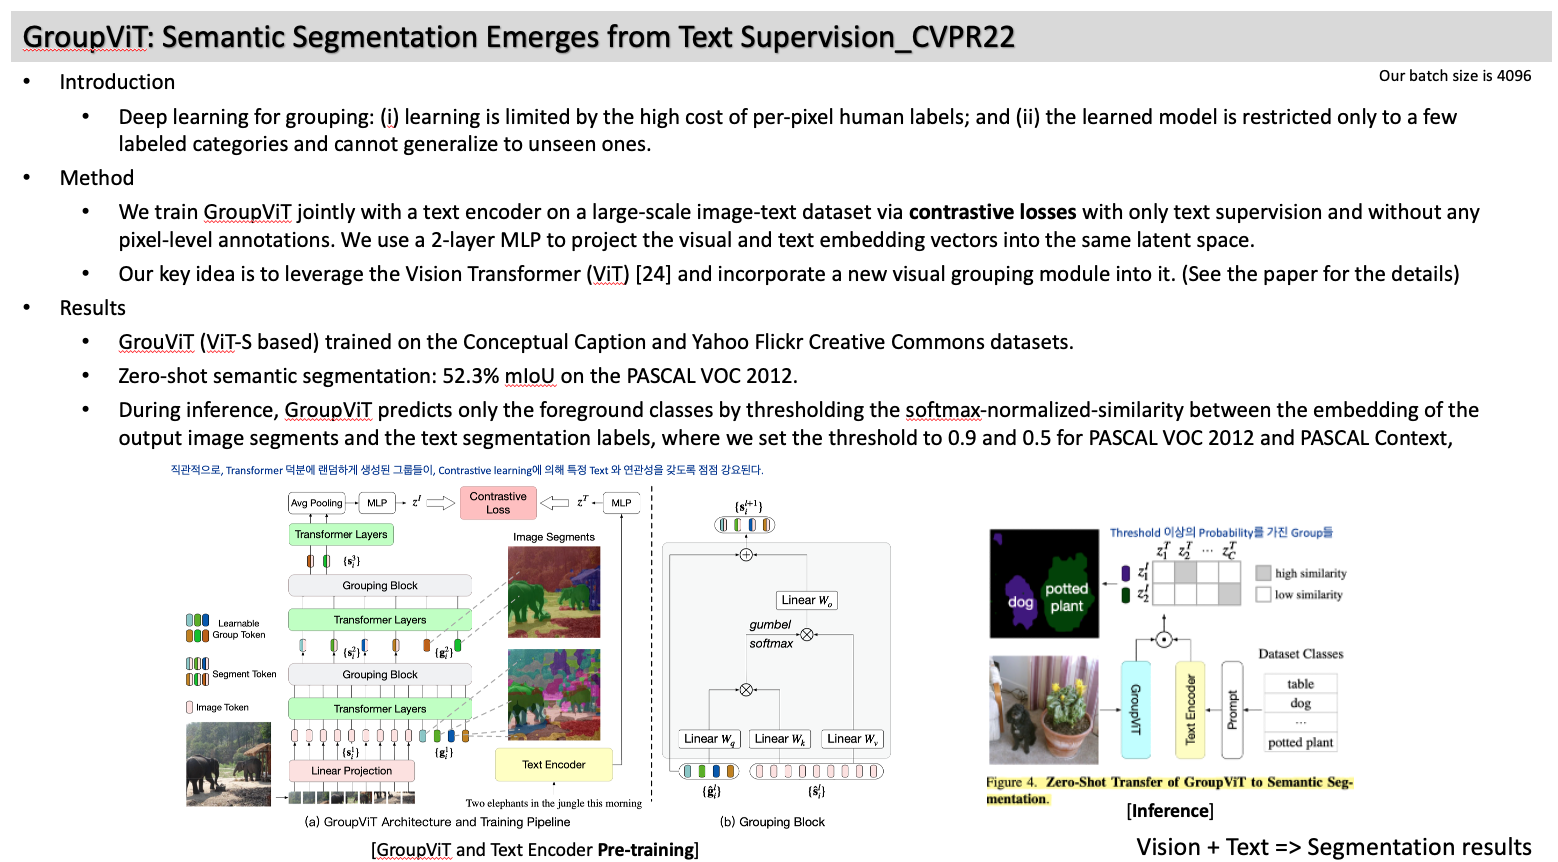 GroupViT: Semantic Segmentation Emerges from Text Supervision_CVPR22
Our batch size is 4096
• Introduction
• Deep learning for grouping: (i) learning is limited by the high cost of per-pixel human labels; and (ii) the learned model is restricted only to a few
labeled categories and cannot generalize to unseen ones.
• Method
• We train GroupViT jointly with a text encoder on a large-scale image-text dataset via contrastive losses with only text supervision and without any
pixel-level annotations. We use a 2-layer MLP to project the visual and text embedding vectors into the same latent space.
• Our key idea is to leverage the Vision Transformer (ViT) [24] and incorporate a new visual grouping module into it. (See the paper for the details)
• Results
• GrouViT (ViT-S based) trained on the Conceptual Caption and Yahoo Flickr Creative Commons datasets.
• Zero-shot semantic segmentation: 52.3% mIoU on the PASCAL VOC 2012.
• During inference, GroupViT predicts only the foreground classes by thresholding the softmax-normalized-similarity between the embedding of the
output image segments and the text segmentation labels, where we set the threshold to 0.9 and 0.5 for PASCAL VOC 2012 and PASCAL Context,
직관적으로, Transformer 덕분에 랜덤하게 생성된 그룹들이, Contrastive learning에 의해 특정 Text 와 연관성을 갖도록 점점 강요된다.
Avg Pooling
MLP
z^I
Contrastive
Loss
z^T
MLP
Transformer Layers
{s_i^3}
Image Segments
Grouping Block
Transformer Layers
Learnable
Group Token
{s_i^2}
{g_i^2}
Segment Token
Grouping Block
Transformer Layers
Image Token
{s_i^1}
{g_i^1}
Linear Projection
Text Encoder
Two elephants in the jungle this morning
(a) GroupViT Architecture and Training Pipeline
[GroupViT and Text Encoder Pre-training]
{s_i^{l+1}}
Linear W_o
gumbel
softmax
Linear W_q
Linear W_k
Linear W_v
{ĝ_i^l}
{ŝ_i^l}
(b) Grouping Block
Threshold 이상의 Probability를 가진 Group들
z_1^T z_2^T ⋯ z_C^T
z_1^I
z_2^I
high similarity
low similarity
dog
potted
plant
Dataset Classes
GroupViT
Text Encoder
Prompt
table
dog
...
potted plant
Figure 4. Zero-Shot Transfer of GroupViT to Semantic Seg-
mentation.
[Inference]
Vision + Text => Segmentation results